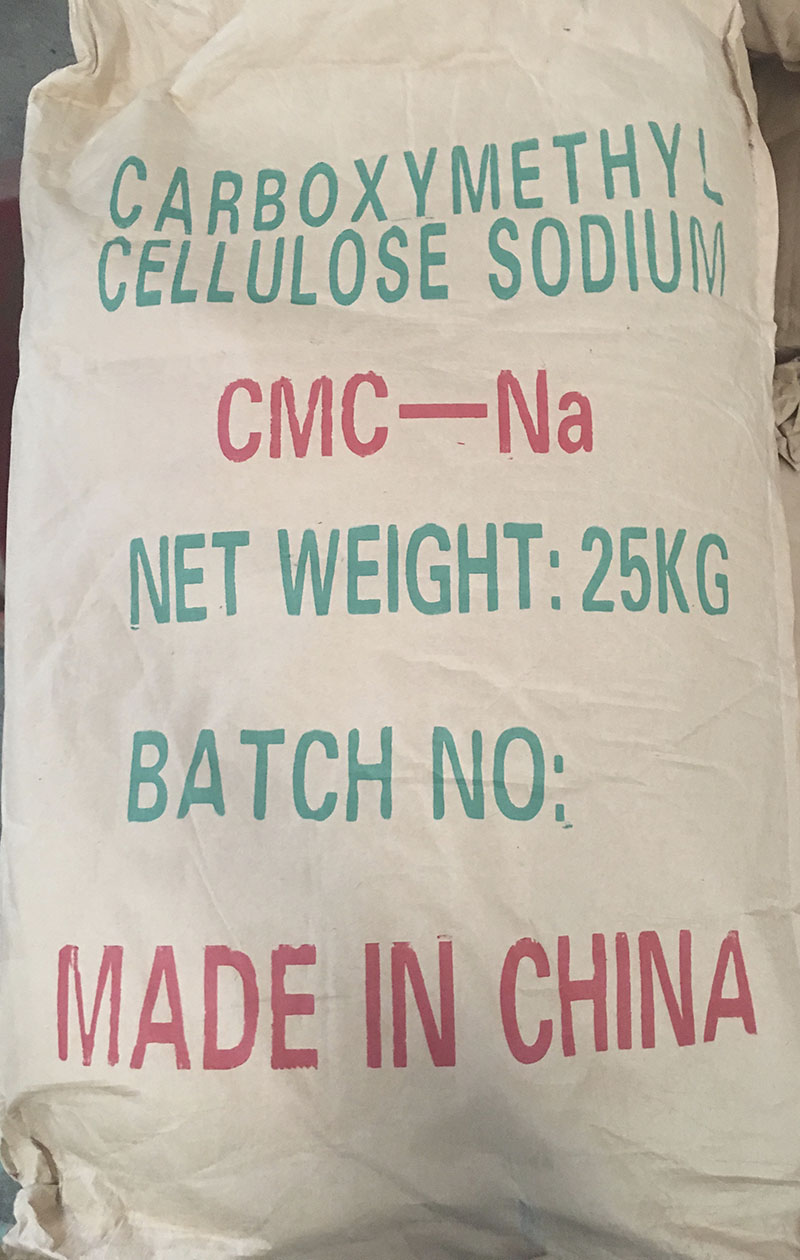 CARBOXYMETHYL
CELLULOSE SODIUM
CMC—Na
NET WEIGHT: 25KG
BATCH NO:
MADE IN CHINA